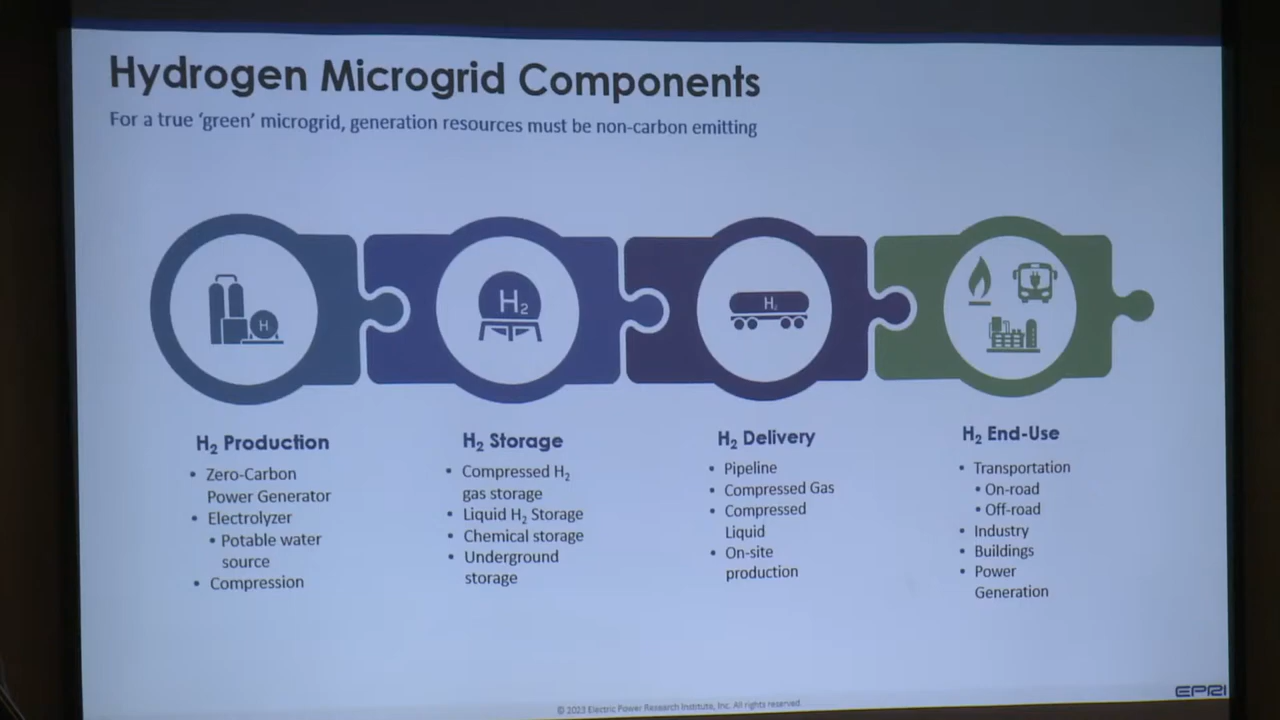 Hydrogen Microgrid Components
For a true 'green' microgrid, generation resources must be non-carbon emitting
H
H2
H2
H2 Production
• Zero-Carbon
Power Generator
• Electrolyzer
• Potable water
source
• Compression
H2 Storage
• Compressed H2
gas storage
• Liquid H2 Storage
• Chemical storage
• Underground
storage
H2 Delivery
• Pipeline
• Compressed Gas
• Compressed
Liquid
• On-site
production
H2 End-Use
• Transportation
• On-road
• Off-road
• Industry
• Buildings
• Power
Generation
© 2023 Electric Power Research Institute, Inc. All rights reserved.
EPRI